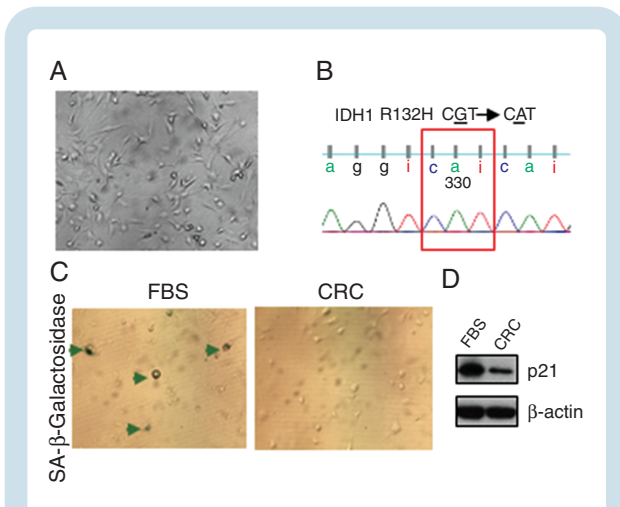 A
B
IDH1 R132H CGT→CAT
a g g i c a i c a i
330
C
FBS
CRC
SA-β-Galactosidase
D
FBS
CRC
p21
β-actin